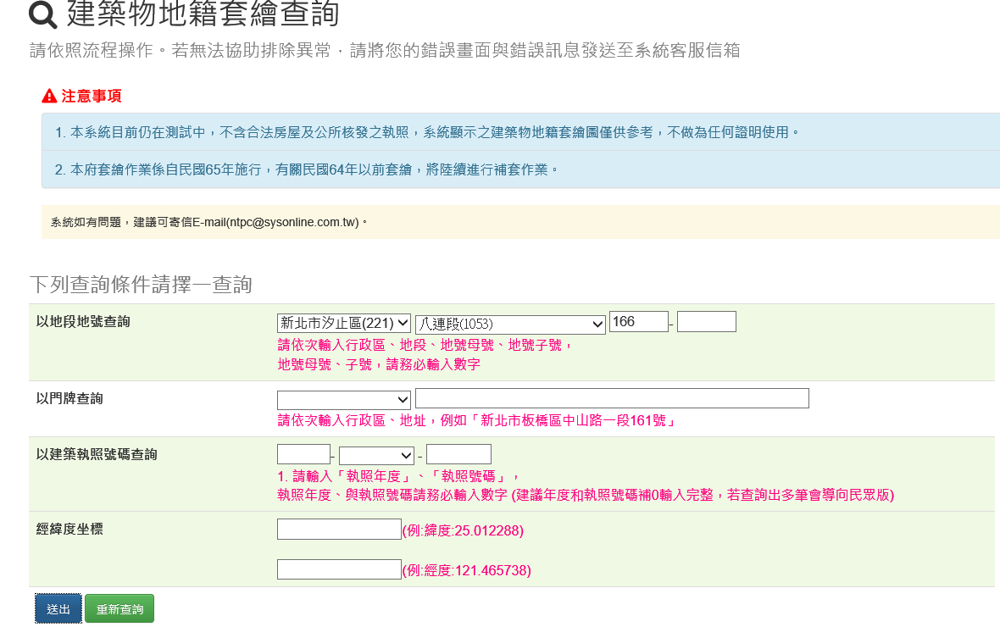 建築物地籍套繪查詢
請依照流程操作。若無法協助排除異常，請將您的錯誤畫面與錯誤訊息發送至系統客服信箱
注意事項
1. 本系統目前仍在測試中，不含合法房屋及公所核發之執照，系統顯示之建築物地籍套繪圖僅供參考，不做為任何證明使用。
2. 本府套繪作業係自民國65年施行，有關民國64年以前套繪，將陸續進行補套作業。
系統如有問題，建議可寄信E-mail(ntpc@sysonline.com.tw)。
下列查詢條件請擇一查詢
以地段地號查詢 新北市汐止區(221) 八連段(1053) 166 -
請依次輸入行政區、地段、地號母號、地號子號，
地號母號、子號，請務必輸入數字
以門牌查詢
請依次輸入行政區、地址，例如「新北市板橋區中山路一段161號」
以建築執照號碼查詢 - -
1. 請輸入「執照年度」、「執照號碼」，
執照年度、與執照號碼請務必輸入數字 (建議年度和執照號碼補0輸入完整，若查詢出多筆會導向民眾版)
經緯度坐標 (例:緯度:25.012288)
(例:經度:121.465738)
送出 重新查詢